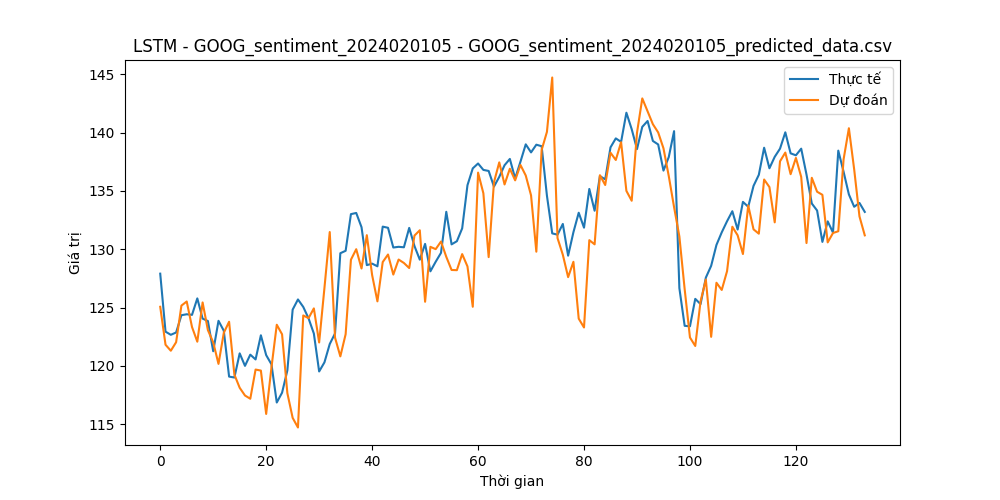 LSTM - GOOG_sentiment_2024020105 - GOOG_sentiment_2024020105_predicted_data.csv
Thực tế
Dự đoán
Giá trị
145
140
135
130
125
120
115
0 20 40 60 80 100 120
Thời gian